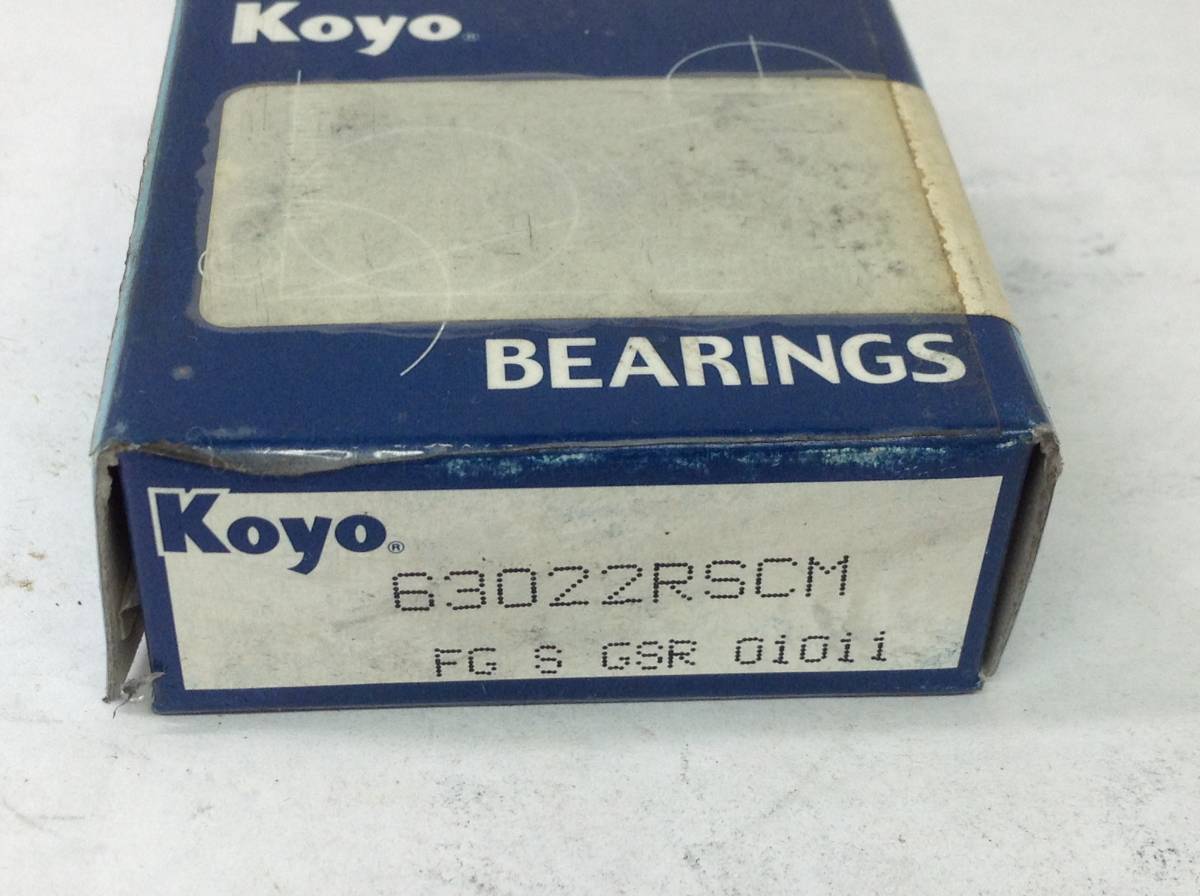 Koyo®
BEARINGS
Koyo®
63022RSCM
FG S GSR 01011